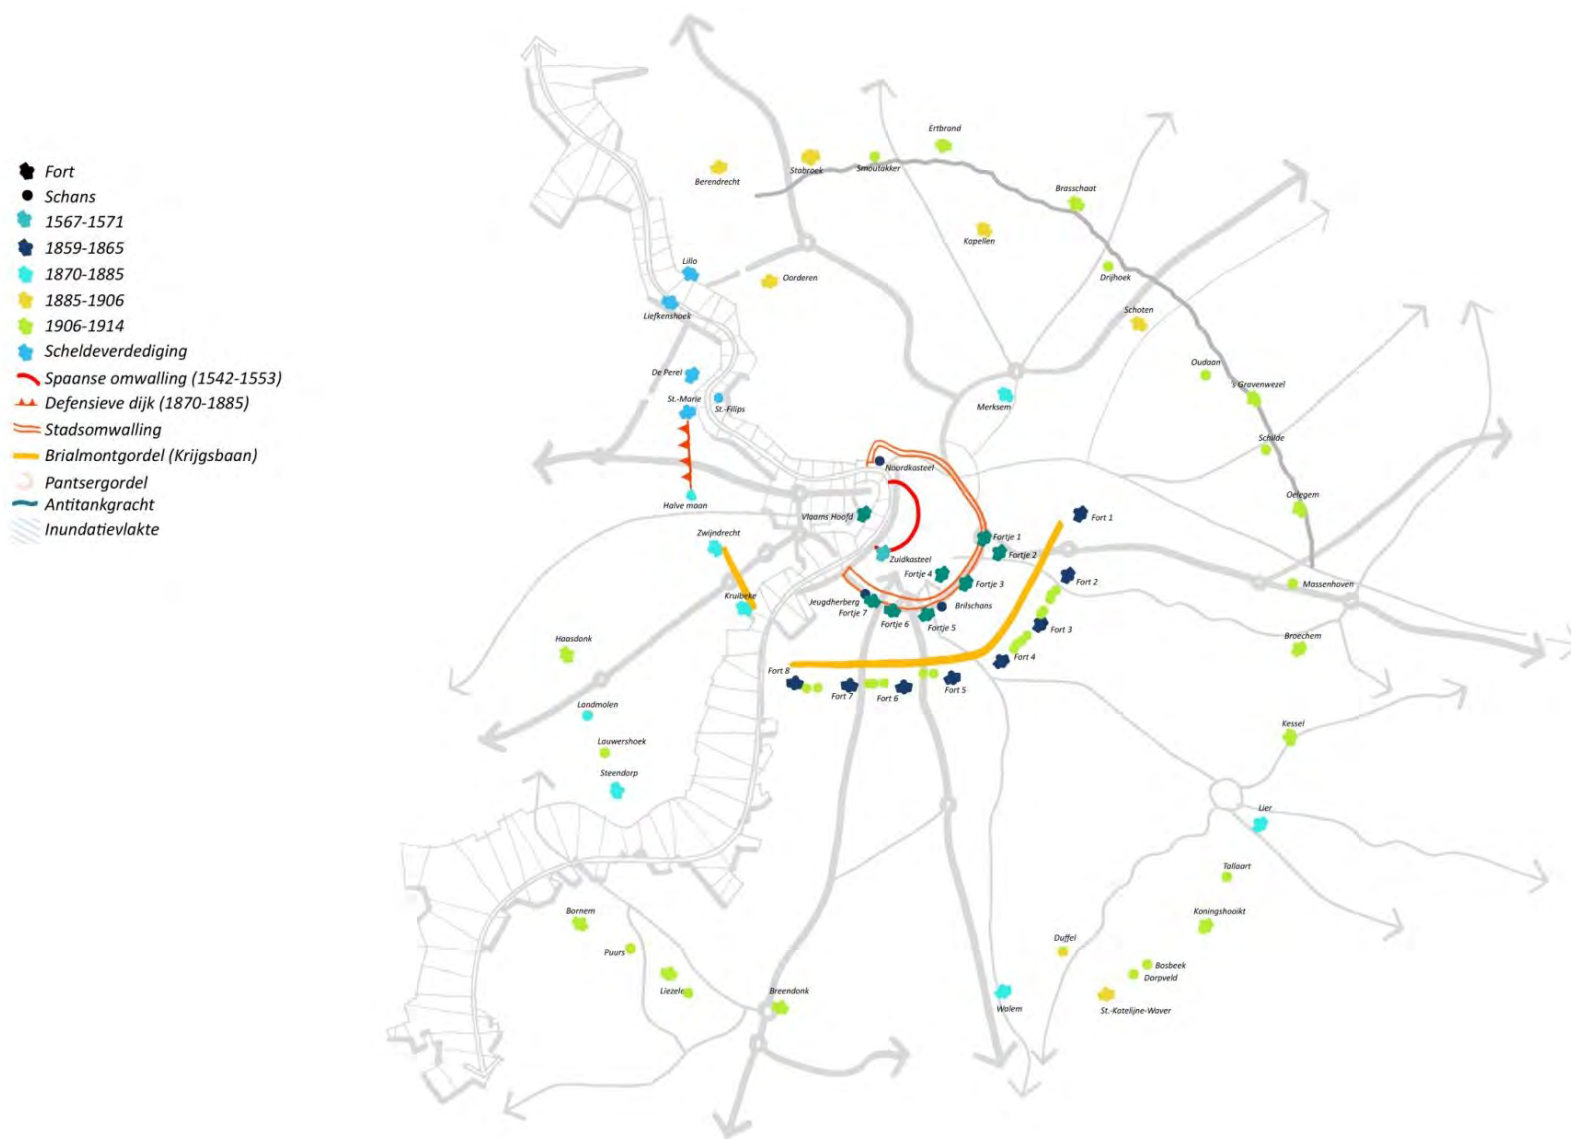 Fort
Schans
1567-1571
1859-1865
1870-1885
1885-1906
1906-1914
Scheldeverdediging
Spaanse omwalling (1542-1553)
Defensieve dijk (1870-1885)
Stadsomwalling
Brialmontgordel (Krijgsbaan)
Pantsergordel
Antitankgracht
Inundatievlakte
Ertbrand
Berendrecht
Stabroek
Smoutakker
Brasschaat
Kapellen
Lillo
Oorderen
Drijhoek
Liefkenshoek
Schoten
De Perel
Oudaan
's Gravenwezel
St.-Marie
St.-Filips
Merksem
Schilde
Noordkasteel
Halve maan
Oelegem
Vlaams Hoofd
Fort 1
Zwijndrecht
Fortje 1
Zuidkasteel
Fortje 2
Fortje 4
Fort 2
Fortje 3
Massenhoven
Kruibeke
Jeugdherberg
Brilschans
Fortje 7
Fortje 5
Fortje 6
Fort 3
Haasdonk
Broechem
Fort 4
Fort 8
Fort 7
Fort 6
Fort 5
Landmolen
Lauwershoek
Kessel
Steendorp
Lier
Tallaart
Bornem
Koningshooikt
Puurs
Duffel
Bosbeek
Dorpveld
Liezele
Breendonk
Walem
St.-Katelijne-Waver